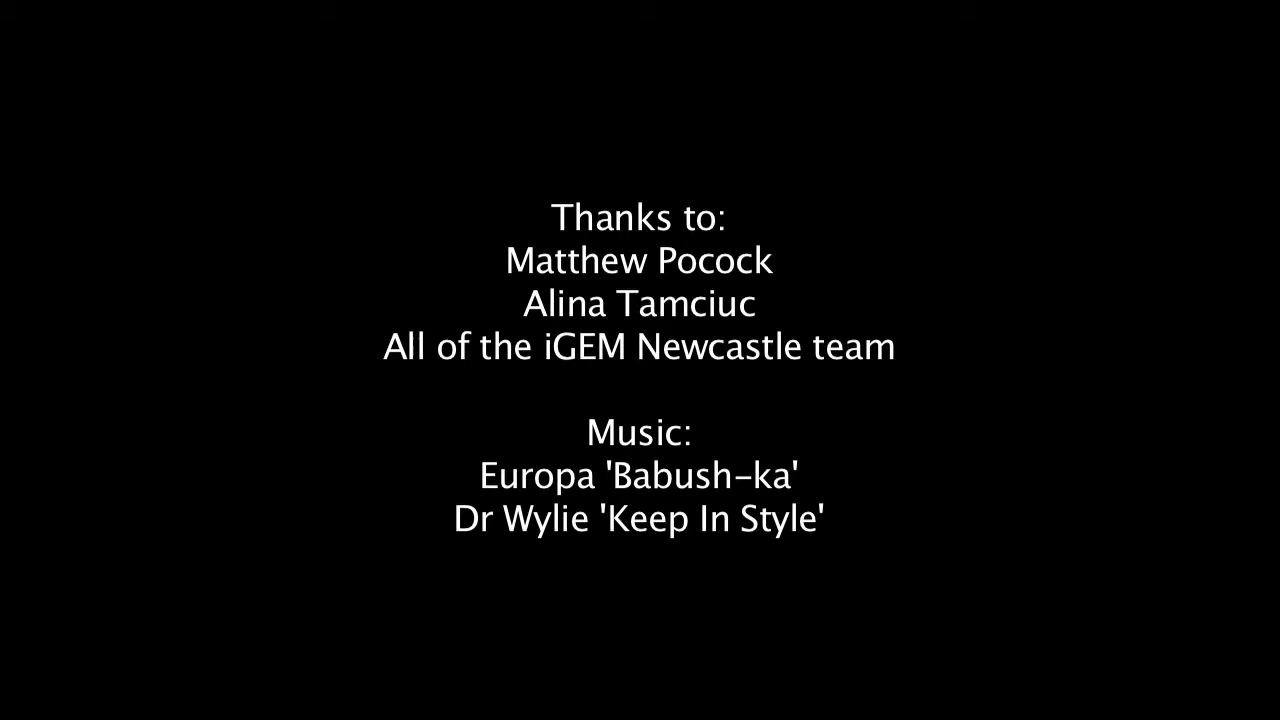 Thanks to:
Matthew Pocock
Alina Tamciuc
All of the iGEM Newcastle team
Music:
Europa 'Babush-ka'
Dr Wylie 'Keep In Style'